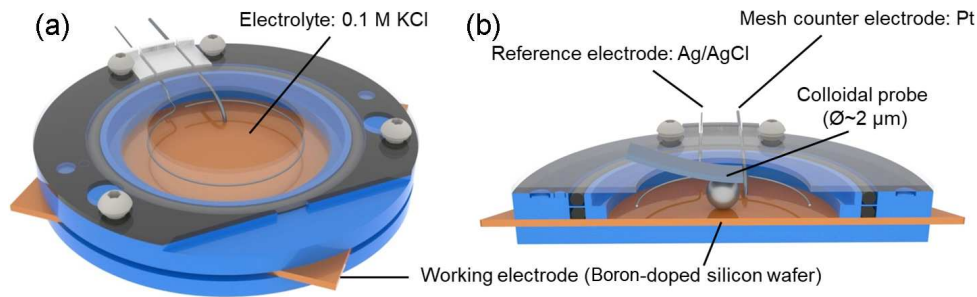 (a)
Electrolyte: 0.1 M KCl
(b)
Mesh counter electrode: Pt
Reference electrode: Ag/AgCl
Colloidal probe
(Ø~2 μm)
Working electrode (Boron-doped silicon wafer)